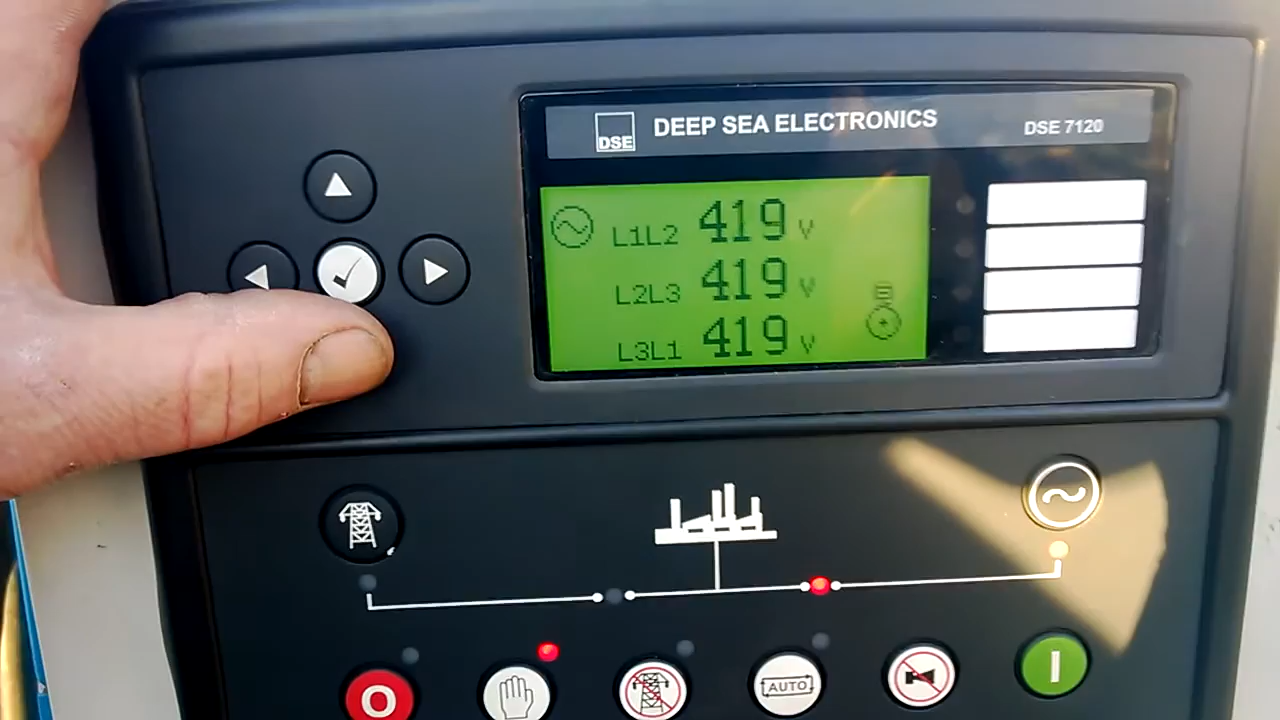 DSE
DEEP SEA ELECTRONICS
DSE 7120
L1L2 419 V
L2L3 419 V
L3L1 419 V
O
AUTO
I